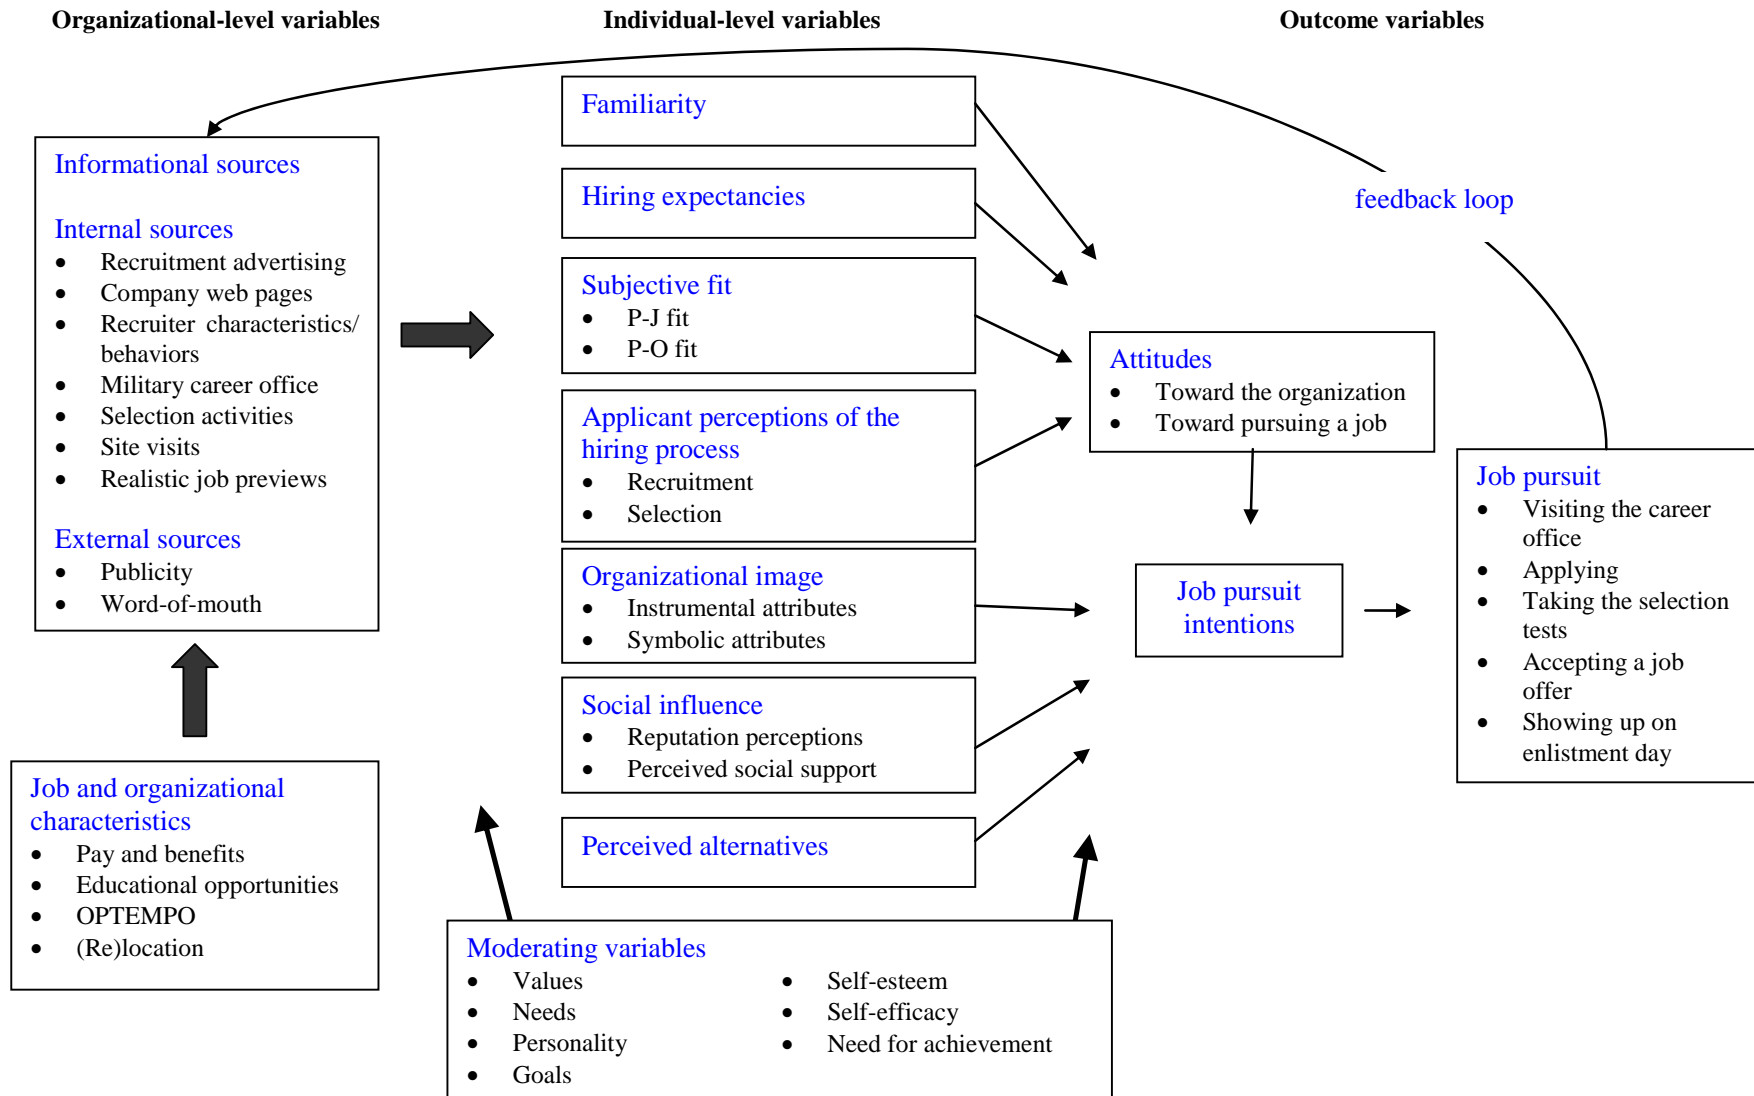 Organizational-level variables
Individual-level variables
Outcome variables
Informational sources
Internal sources
• Recruitment advertising
• Company web pages
• Recruiter characteristics/
behaviors
• Military career office
• Selection activities
• Site visits
• Realistic job previews
External sources
• Publicity
• Word-of-mouth
Job and organizational
characteristics
• Pay and benefits
• Educational opportunities
• OPTEMPO
• (Re)location
Familiarity
Hiring expectancies
Subjective fit
• P-J fit
• P-O fit
Applicant perceptions of the
hiring process
• Recruitment
• Selection
Organizational image
• Instrumental attributes
• Symbolic attributes
Social influence
• Reputation perceptions
• Perceived social support
Perceived alternatives
Moderating variables
• Values
• Needs
• Personality
• Goals
• Self-esteem
• Self-efficacy
• Need for achievement
feedback loop
Attitudes
• Toward the organization
• Toward pursuing a job
Job pursuit
intentions
Job pursuit
• Visiting the career
office
• Applying
• Taking the selection
tests
• Accepting a job
offer
• Showing up on
enlistment day